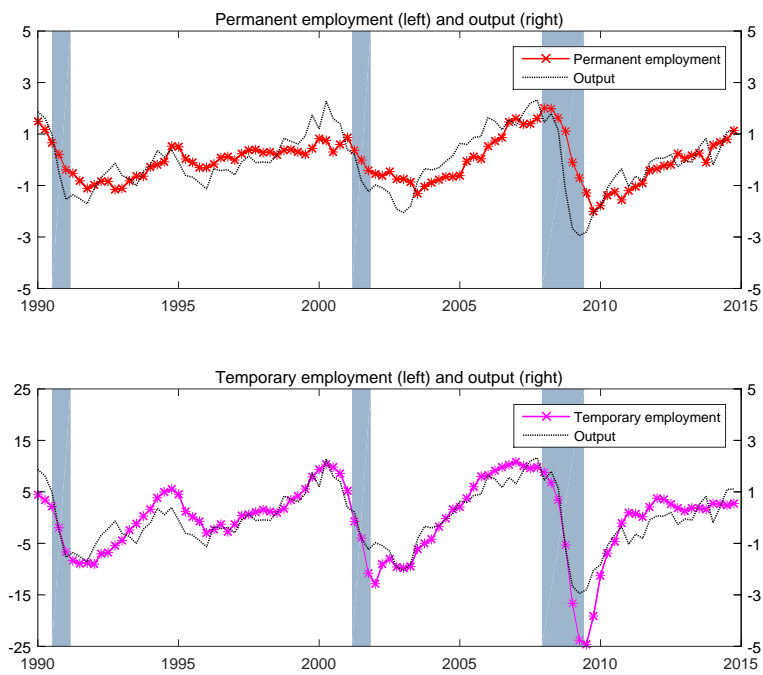 Permanent employment (left) and output (right)
5 5
3 3
1 1
-1 -1
-3 -3
-5 -5
Permanent employment
Output
1990 1995 2000 2005 2010 2015
Temporary employment (left) and output (right)
25 5
15 3
5 1
-5 -1
-15 -3
-25 -5
Temporary employment
Output
1990 1995 2000 2005 2010 2015